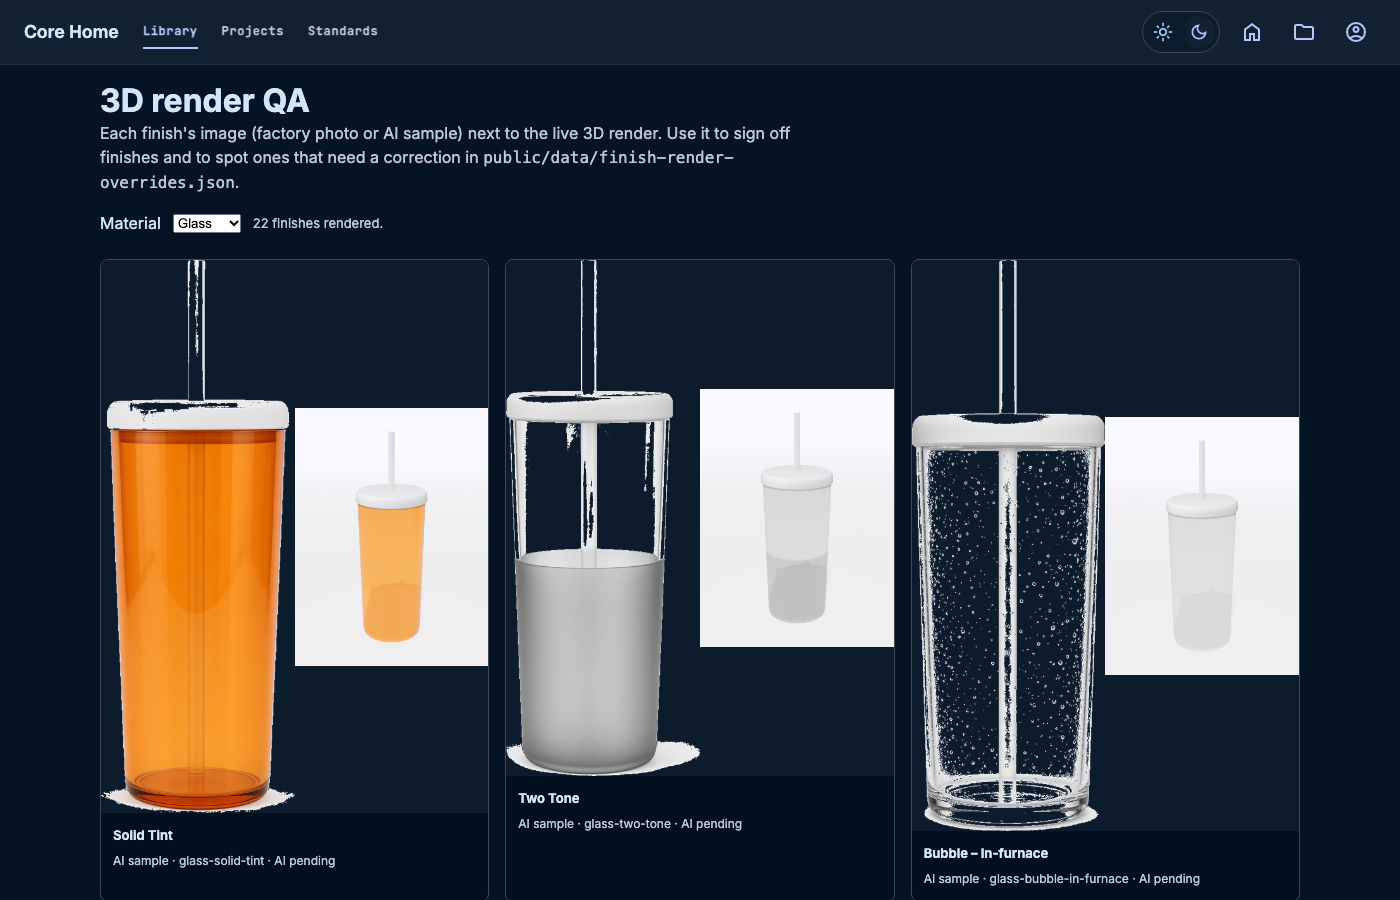 Core Home
Library
Projects
Standards
3D render QA
Each finish's image (factory photo or AI sample) next to the live 3D render. Use it to sign off
finishes and to spot ones that need a correction in public/data/finish-render-
overrides.json.
Material
Glass
22 finishes rendered.
Solid Tint
AI sample · glass-solid-tint · AI pending
Two Tone
AI sample · glass-two-tone · AI pending
Bubble – In-furnace
AI sample · glass-bubble-in-furnace · AI pending